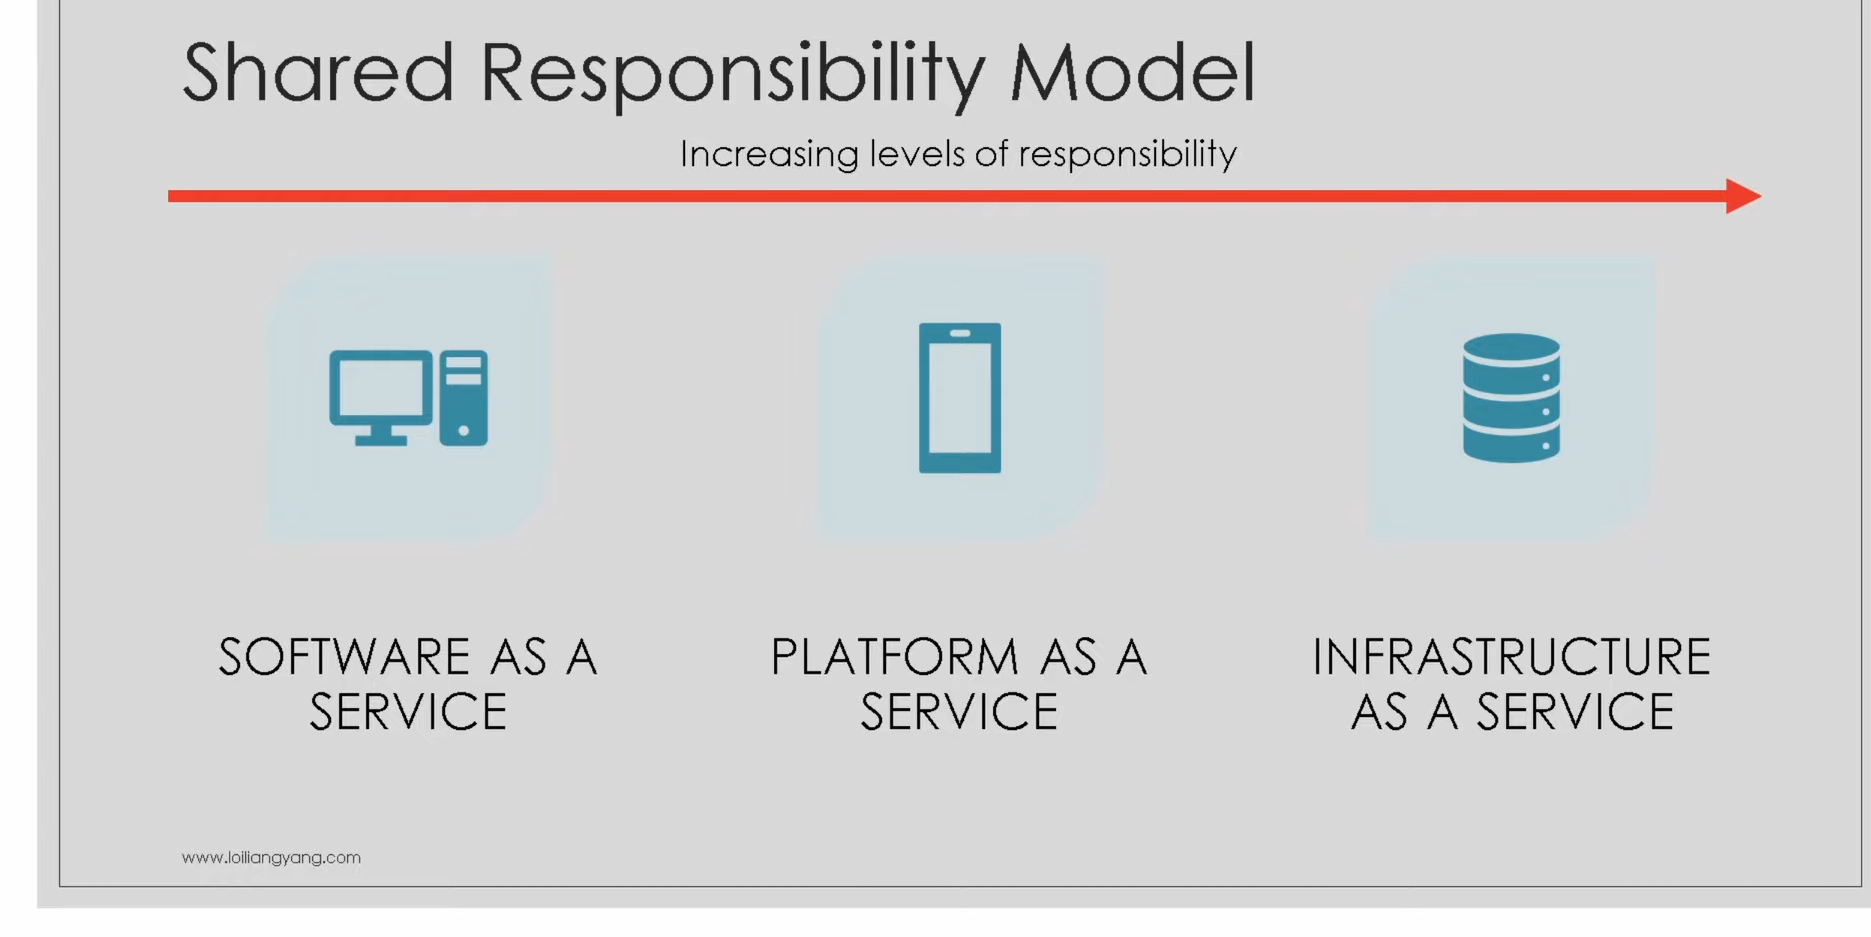 Shared Responsibility Model
Increasing levels of responsibility
SOFTWARE AS A
SERVICE
PLATFORM AS A
SERVICE
INFRASTRUCTURE
AS A SERVICE
www.loiliangyang.com